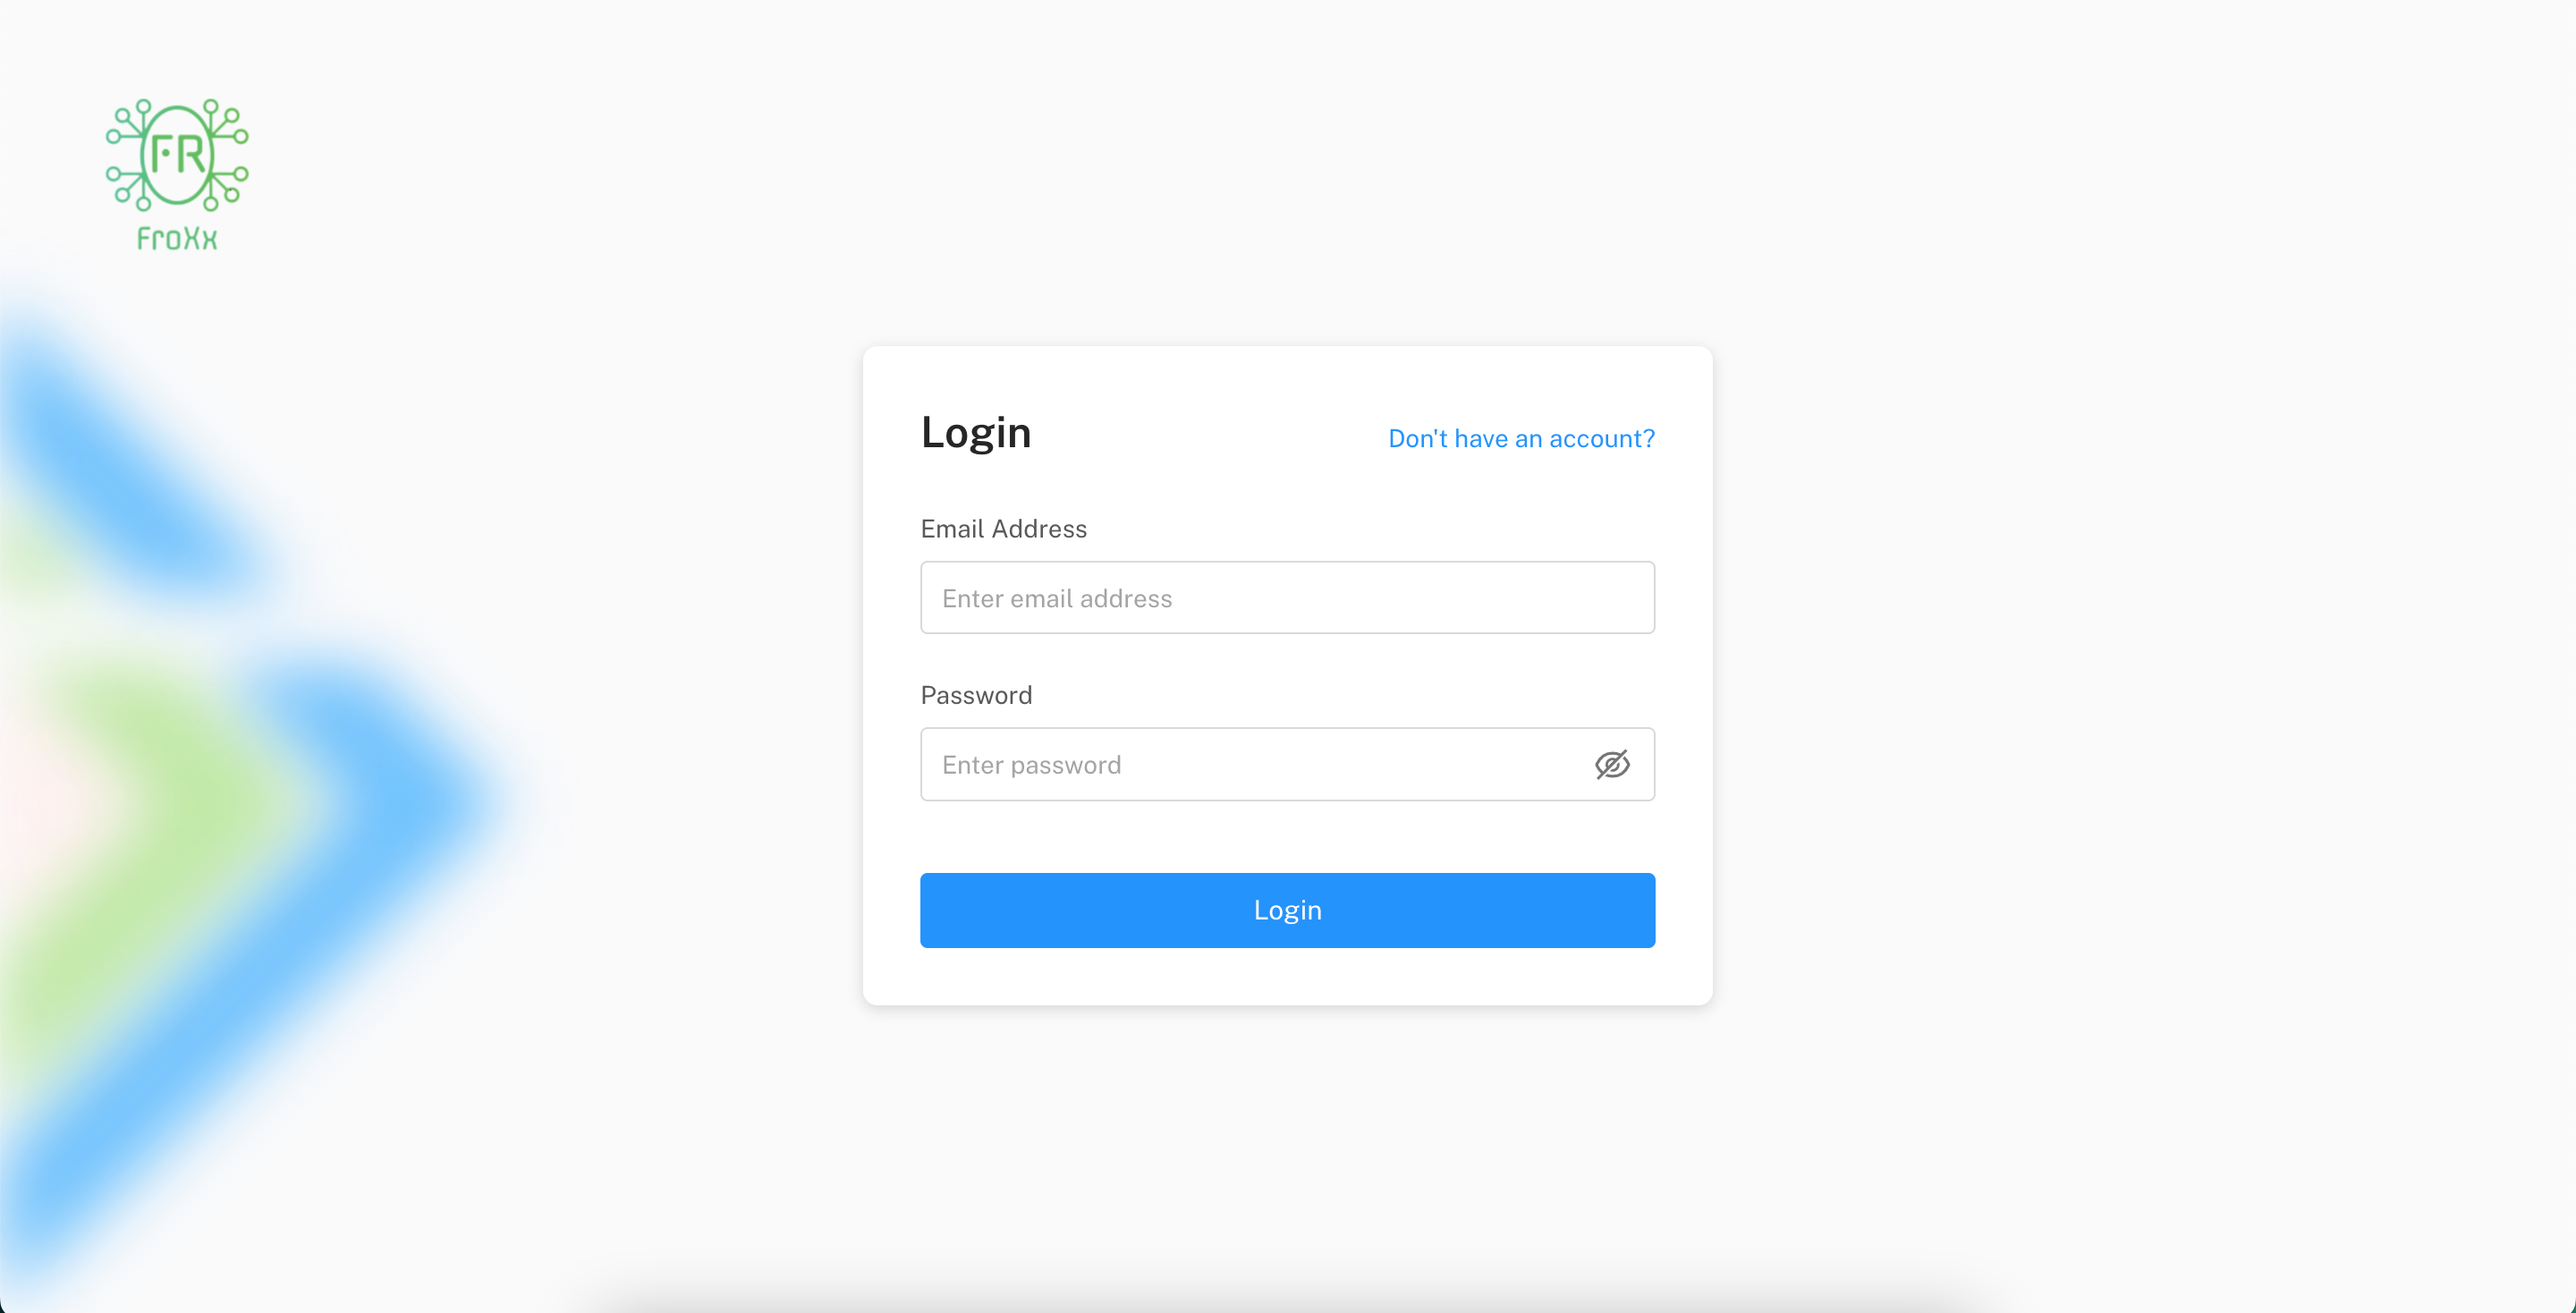 FR
FroXx
Login
Don't have an account?
Email Address
Enter email address
Password
Enter password
Login